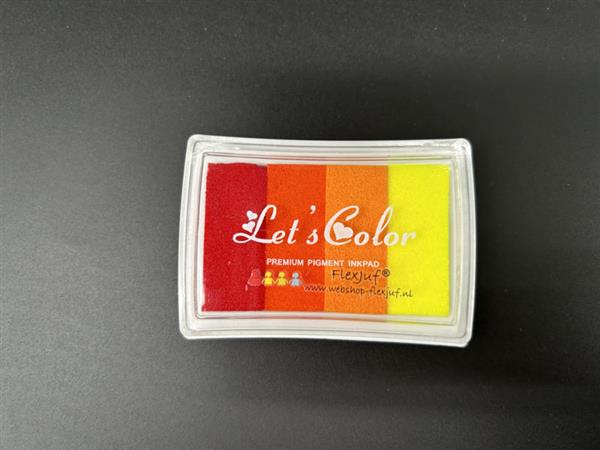 Let's Color
PREMIUM PIGMENT INKPAD
FlexJuf®
www.webshop-flexjuf.nl